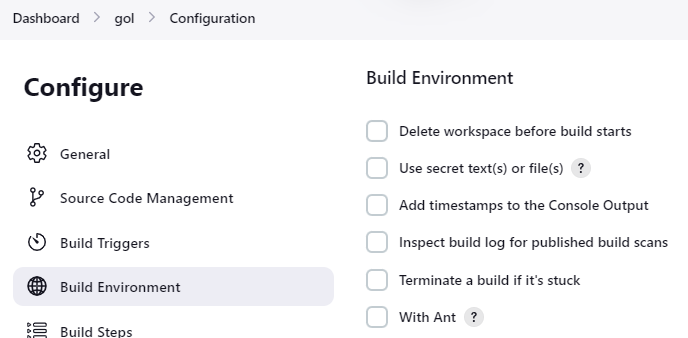 Dashboard > gol > Configuration
Configure
General
Source Code Management
Build Triggers
Build Environment
Build Steps
Build Environment
Delete workspace before build starts
Use secret text(s) or file(s) ?
Add timestamps to the Console Output
Inspect build log for published build scans
Terminate a build if it's stuck
With Ant ?